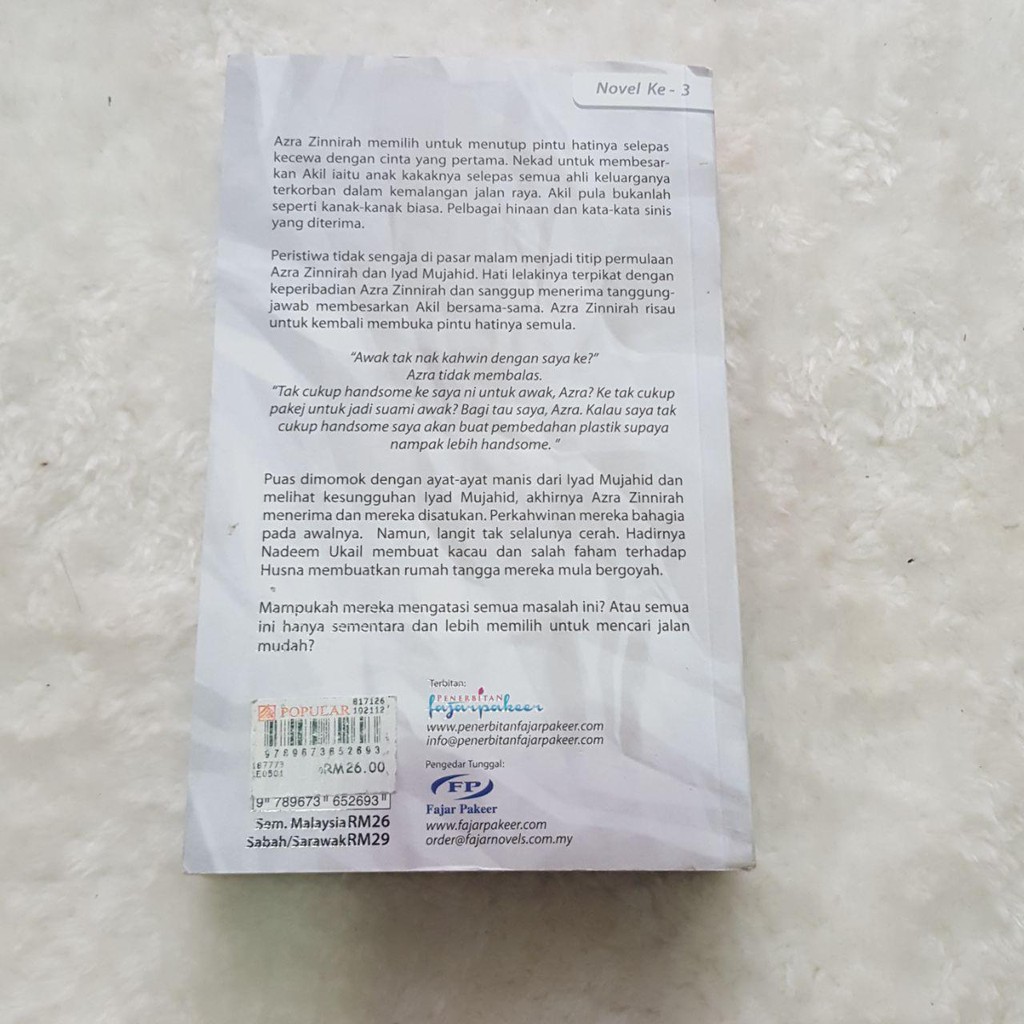 Novel Ke - 3
Azra Zinnirah memilih untuk menutup pintu hatinya selepas
kecewa dengan cinta yang pertama. Nekad untuk membesar-
kan Akil iaitu anak kakaknya selepas semua ahli keluarganya
terkorban dalam kemalangan jalan raya. Akil pula bukanlah
seperti kanak-kanak biasa. Pelbagai hinaan dan kata-kata sinis
yang diterima.
Peristiwa tidak sengaja di pasar malam menjadi titip permulaan
Azra Zinnirah dan Iyad Mujahid. Hati lelakinya terpikat dengan
keperibadian Azra Zinnirah dan sanggup menerima tanggung-
jawab membesarkan Akil bersama-sama. Azra Zinnirah risau
untuk kembali membuka pintu hatinya semula.
"Awak tak nak kahwin dengan saya ke?"
Azra tidak membalas.
"Tak cukup handsome ke saya ni untuk awak, Azra? Ke tak cukup
pakej untuk jadi suami awak? Bagi tau saya, Azra. Kalau saya tak
cukup handsome saya akan buat pembedahan plastik supaya
nampak lebih handsome. "
Puas dimomok dengan ayat-ayat manis dari Iyad Mujahid dan
melihat kesungguhan Iyad Mujahid, akhirnya Azra Zinnirah
menerima dan mereka disatukan. Perkahwinan mereka bahagia
pada awalnya. Namun, langit tak selalunya cerah. Hadirnya
Nadeem Ukail membuat kacau dan salah faham terhadap
Husna membuatkan rumah tangga mereka mula bergoyah.
Mampukah mereka mengatasi semua masalah ini? Atau semua
ini hanya sementara dan lebih memilih untuk mencari jalan
mudah?
Terbitan:
PENERBITAN
fajarpakeer
www.penerbitanfajarpakeer.com
info@penerbitanfajarpakeer.com
Pengedar Tunggal:
FP
Fajar Pakeer
www.fajarpakeer.com
order@fajarnovels.com.my
POPULAR
817126
102112
9789673652693
E0501
RM26.00
9 789673 652693
Sem. Malaysia RM26
Sabah/Sarawak RM29